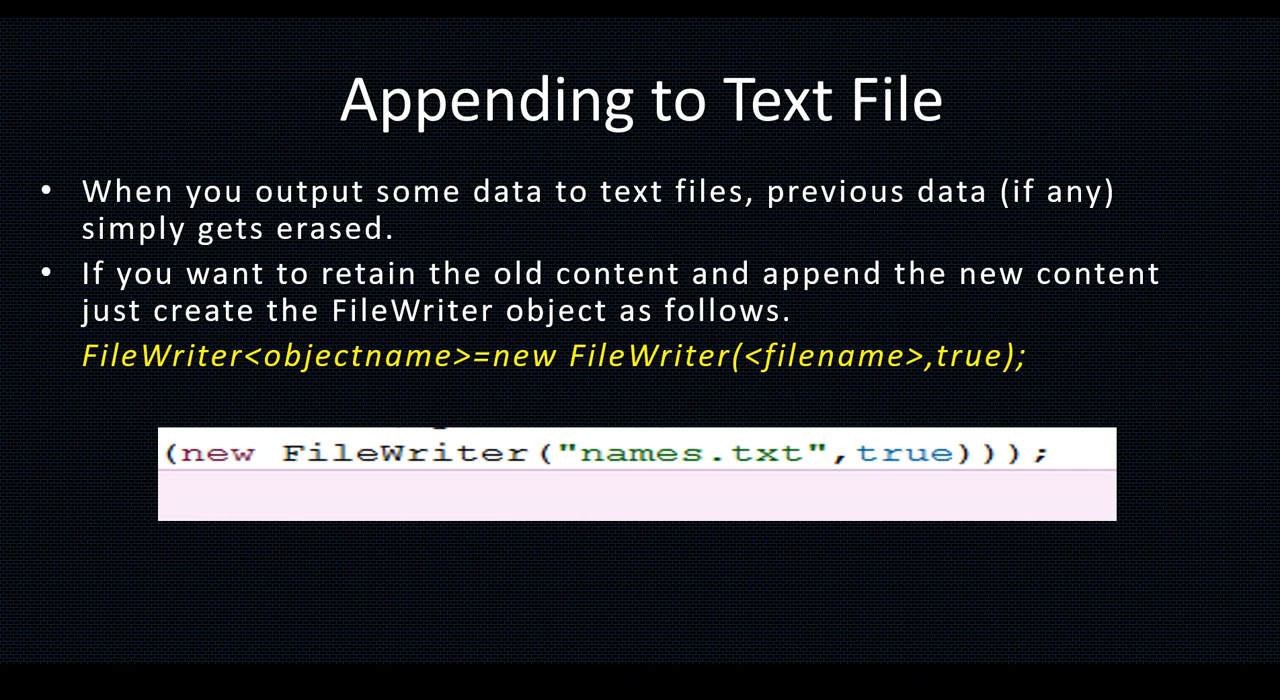 Appending to Text File
• When you output some data to text files, previous data (if any)
simply gets erased.
• If you want to retain the old content and append the new content
just create the FileWriter object as follows.
FileWriter<objectname>=new FileWriter(<filename>,true);
(new FileWriter("names.txt",true)));